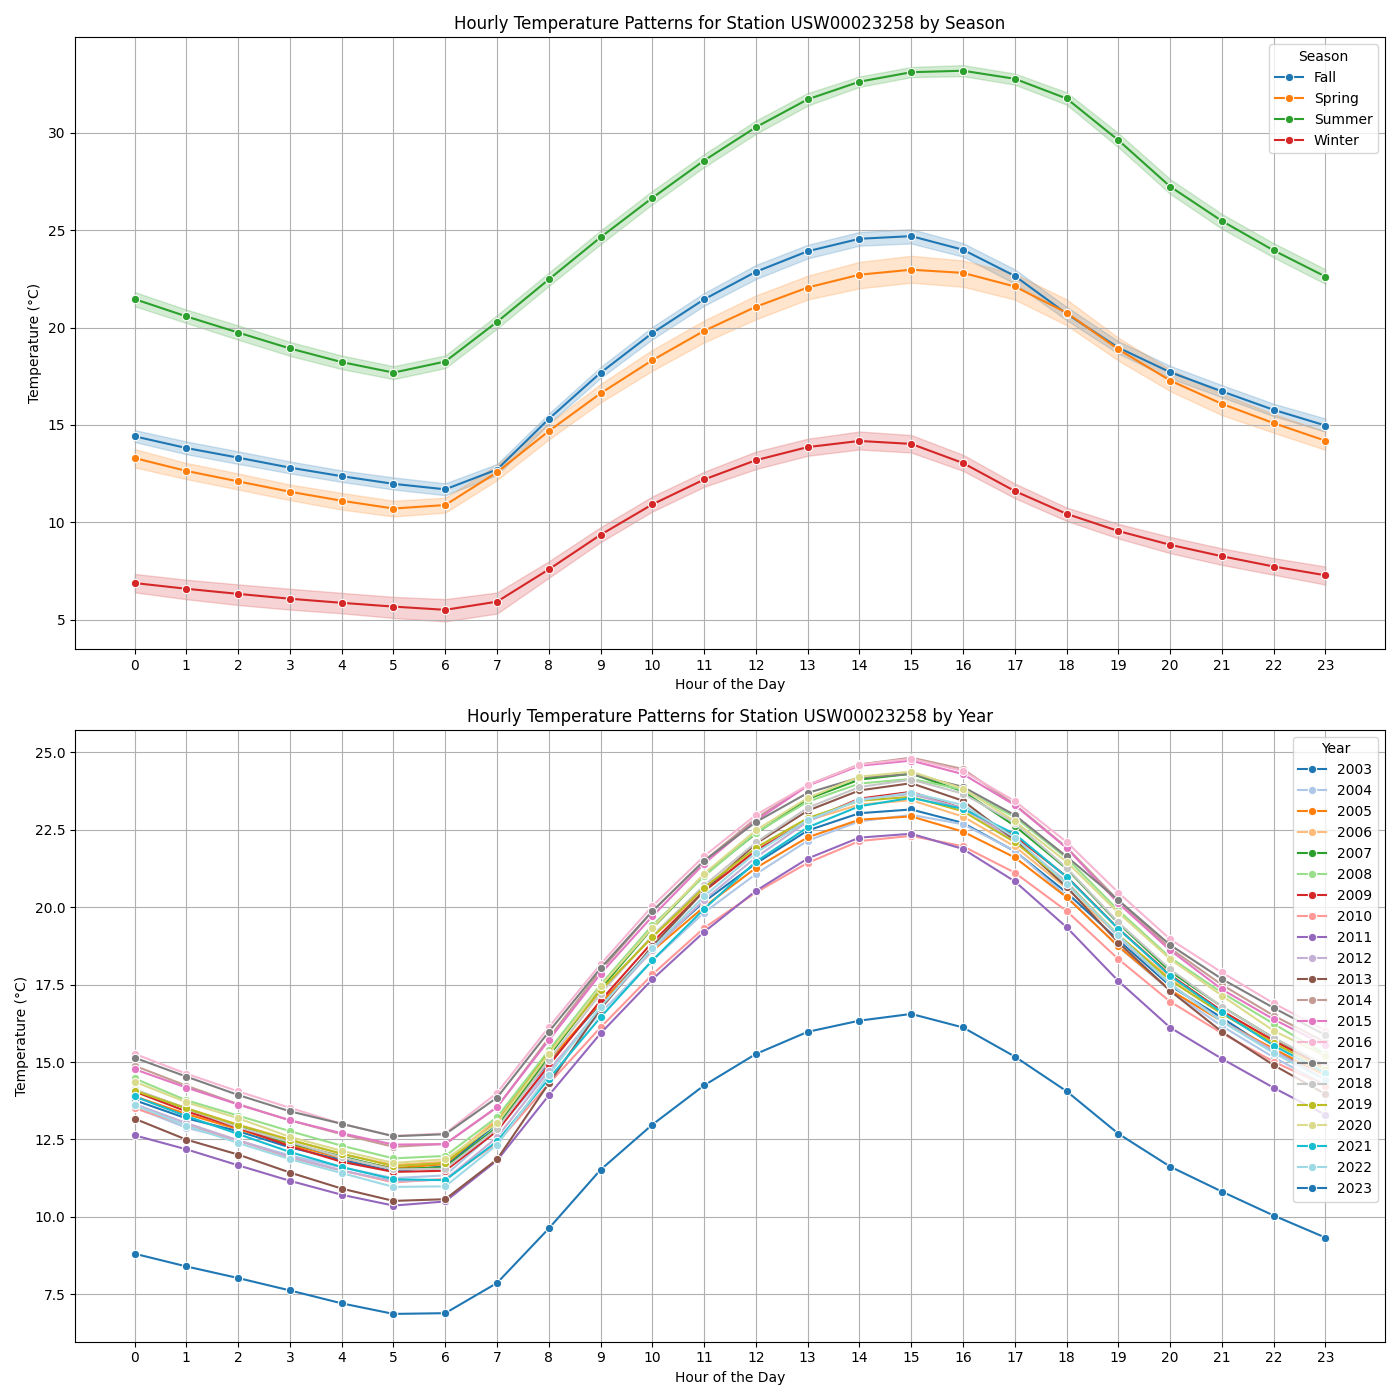 Hourly Temperature Patterns for Station USW00023258 by Season
Temperature (°C)
30
25
20
15
10
5
Season
Fall
Spring
Summer
Winter
0 1 2 3 4 5 6 7 8 9 10 11 12 13 14 15 16 17 18 19 20 21 22 23
Hour of the Day
Hourly Temperature Patterns for Station USW00023258 by Year
Temperature (°C)
25.0
22.5
20.0
17.5
15.0
12.5
10.0
7.5
Year
2003
2004
2005
2006
2007
2008
2009
2010
2011
2012
2013
2014
2015
2016
2017
2018
2019
2020
2021
2022
2023
0 1 2 3 4 5 6 7 8 9 10 11 12 13 14 15 16 17 18 19 20 21 22 23
Hour of the Day